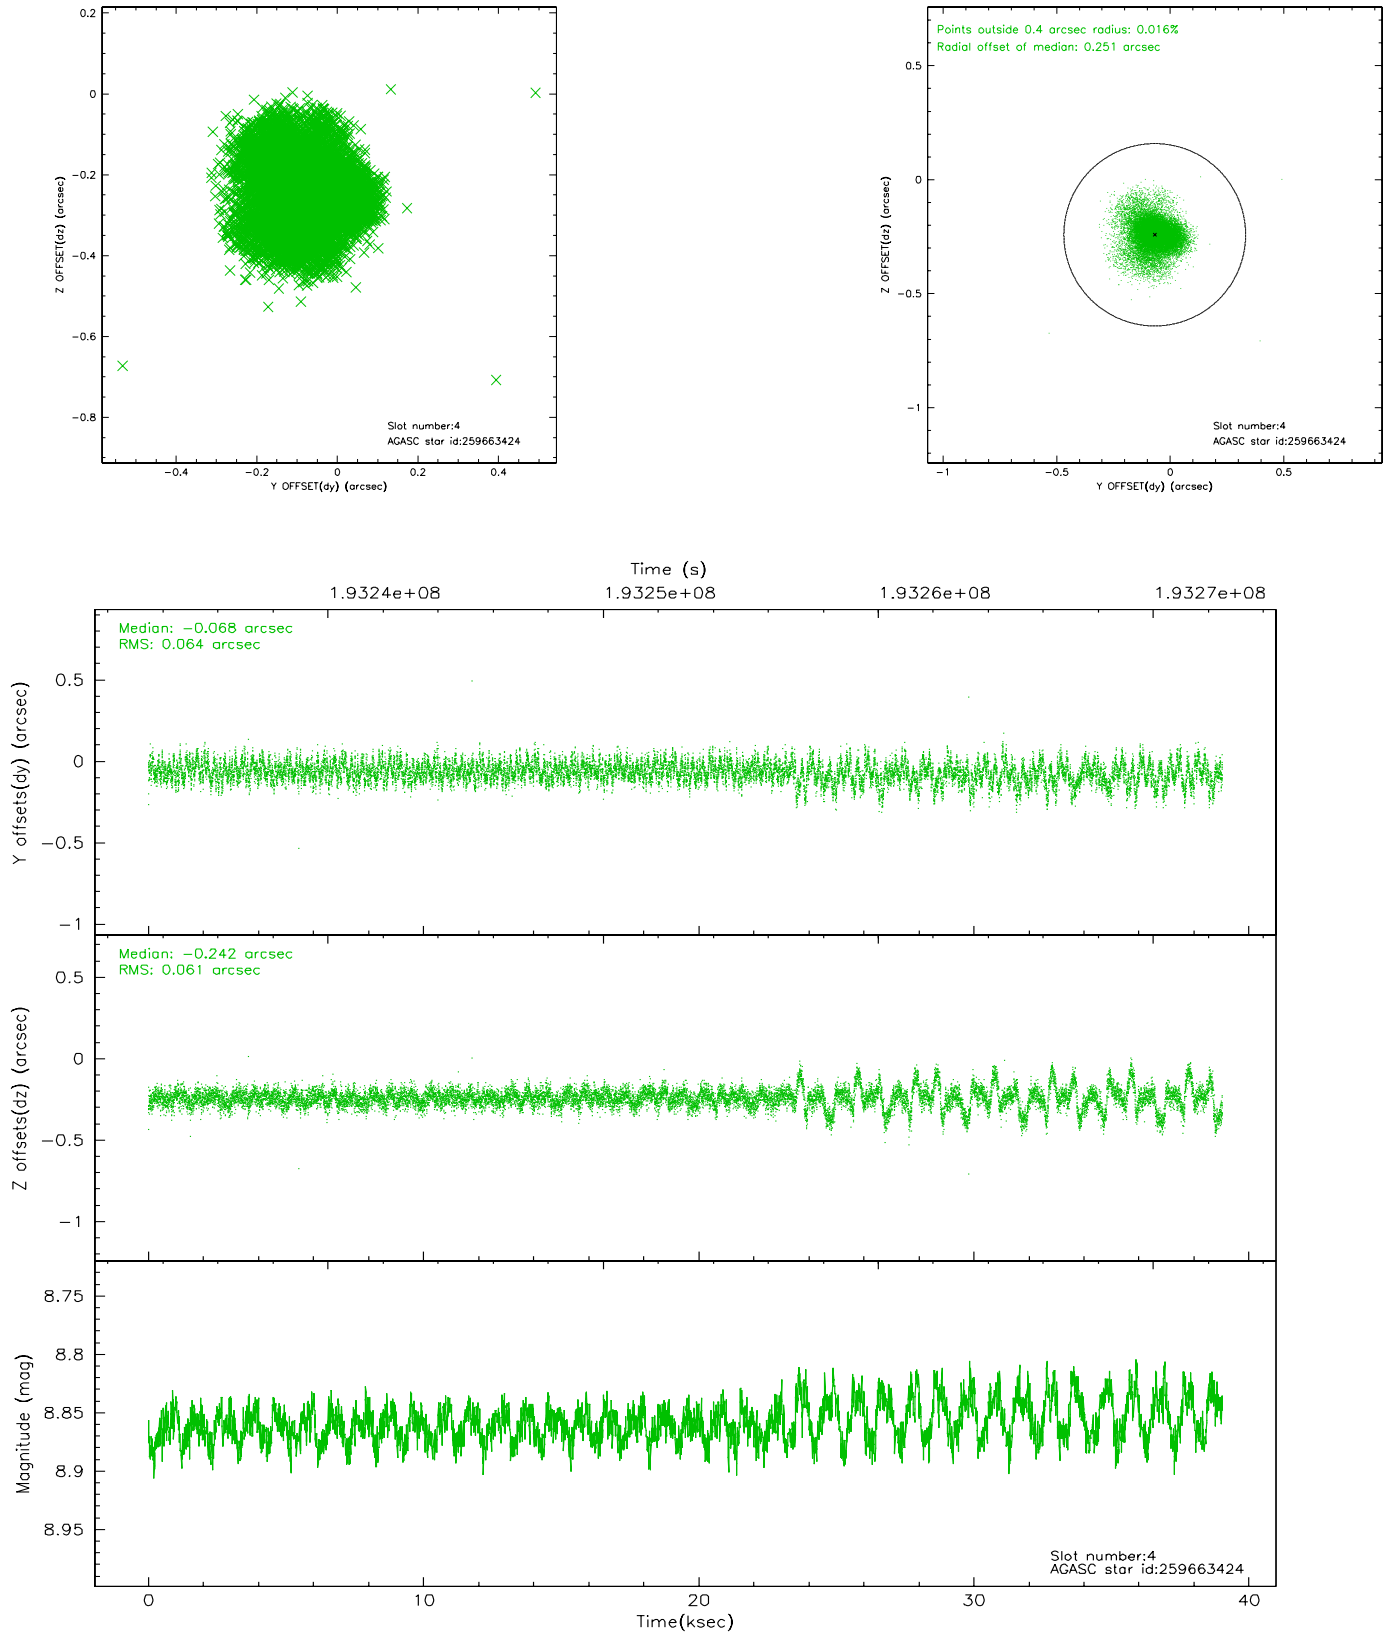 0.2
0
−0.2
−0.4
−0.6
−0.8
Z OFFSET(dz) (arcsec)
Slot number:4
AGASC star id:259663424
−0.4 −0.2 0 0.2 0.4
Y OFFSET(dy) (arcsec)
Points outside 0.4 arcsec radius: 0.016%
Radial offset of median: 0.251 arcsec
0.5
0
−0.5
−1
Z OFFSET(dz) (arcsec)
Slot number:4
AGASC star id:259663424
−1 −0.5 0 0.5
Y OFFSET(dy) (arcsec)
Time (s)
1.9324e+08 1.9325e+08 1.9326e+08 1.9327e+08
Median: −0.068 arcsec
RMS: 0.064 arcsec
0.5
0
−0.5
−1
Y offsets(dy) (arcsec)
Median: −0.242 arcsec
RMS: 0.061 arcsec
0.5
0
−0.5
−1
Z offsets(dz) (arcsec)
8.75
8.8
8.85
8.9
8.95
Magnitude (mag)
Slot number:4
AGASC star id:259663424
0 10 20 30 40
Time(ksec)